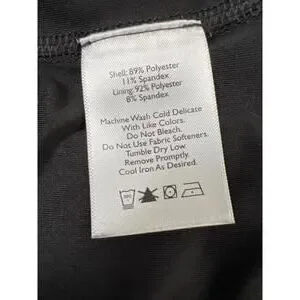 Shell: 89% Polyester
11% Spandex
Lining: 92% Polyester
8% Spandex
Machine Wash Cold Delicate
With Like Colors.
Do Not Bleach.
Do Not Use Fabric Softeners.
Tumble Dry Low
Remove Promptly.
Cool Iron As Desired.